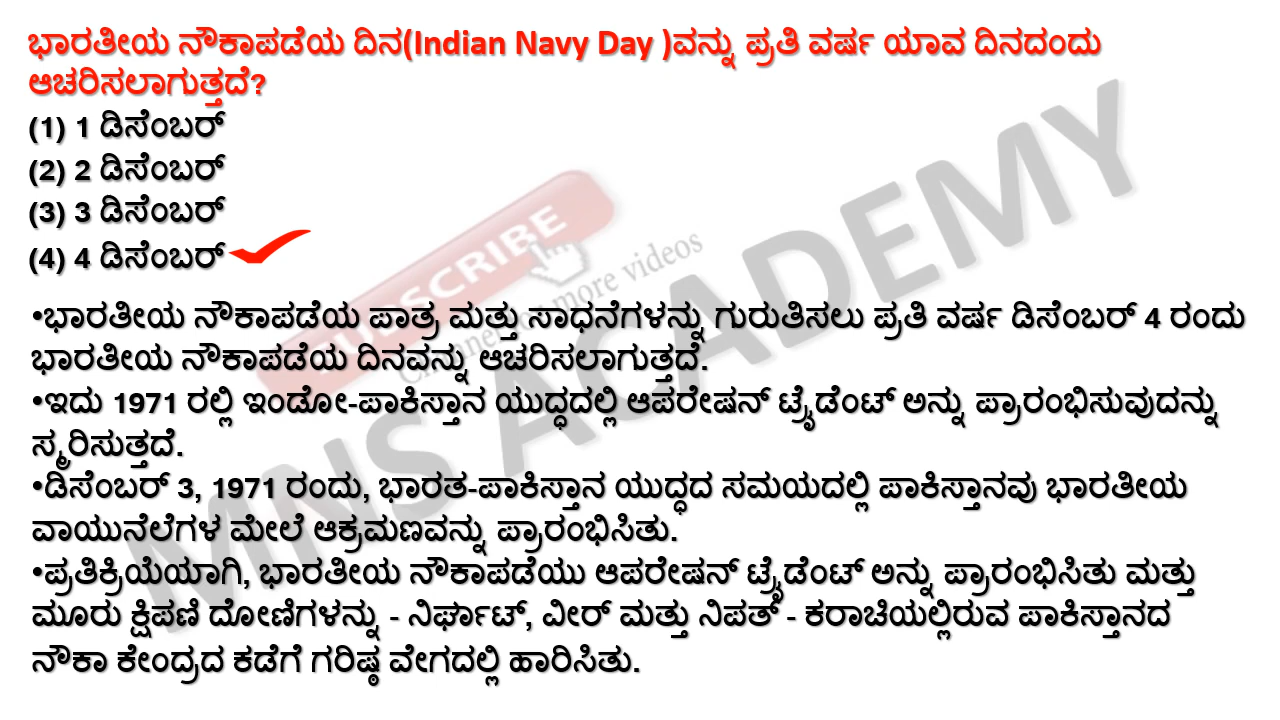 ಭಾರತೀಯ ನೌಕಾಪಡೆಯ ದಿನ(Indian Navy Day )ವನ್ನು ಪ್ರತಿ ವರ್ಷ ಯಾವ ದಿನದಂದು
ಆಚರಿಸಲಾಗುತ್ತದೆ?
(1) 1 ಡಿಸೆಂಬರ್
(2) 2 ಡಿಸೆಂಬರ್
(3) 3 ಡಿಸೆಂಬರ್
(4) 4 ಡಿಸೆಂಬರ್
•ಭಾರತೀಯ ನೌಕಾಪಡೆಯ ಪಾತ್ರ ಮತ್ತು ಸಾಧನೆಗಳನ್ನು ಗುರುತಿಸಲು ಪ್ರತಿ ವರ್ಷ ಡಿಸೆಂಬರ್ 4 ರಂದು
ಭಾರತೀಯ ನೌಕಾಪಡೆಯ ದಿನವನ್ನು ಆಚರಿಸಲಾಗುತ್ತದೆ.
•ಇದು 1971 ರಲ್ಲಿ ಇಂಡೋ-ಪಾಕಿಸ್ತಾನ ಯುದ್ಧದಲ್ಲಿ ಆಪರೇಷನ್ ಟ್ರೈಡೆಂಟ್ ಅನ್ನು ಪ್ರಾರಂಭಿಸುವುದನ್ನು
ಸ್ಮರಿಸುತ್ತದೆ.
•ಡಿಸೆಂಬರ್ 3, 1971 ರಂದು, ಭಾರತ-ಪಾಕಿಸ್ತಾನ ಯುದ್ಧದ ಸಮಯದಲ್ಲಿ ಪಾಕಿಸ್ತಾನವು ಭಾರತೀಯ
ವಾಯುನೆಲೆಗಳ ಮೇಲೆ ಆಕ್ರಮಣವನ್ನು ಪ್ರಾರಂಭಿಸಿತು.
•ಪ್ರತಿಕ್ರಿಯೆಯಾಗಿ, ಭಾರತೀಯ ನೌಕಾಪಡೆಯು ಆಪರೇಷನ್ ಟ್ರೈಡೆಂಟ್ ಅನ್ನು ಪ್ರಾರಂಭಿಸಿತು ಮತ್ತು
ಮೂರು ಕ್ಷಿಪಣಿ ದೋಣಿಗಳನ್ನು - ನಿರ್ಘಾಟ್, ವೀರ್ ಮತ್ತು ನಿಪತ್ - ಕರಾಚಿಯಲ್ಲಿರುವ ಪಾಕಿಸ್ತಾನದ
ನೌಕಾ ಕೇಂದ್ರದ ಕಡೆಗೆ ಗರಿಷ್ಠ ವೇಗದಲ್ಲಿ ಹಾರಿಸಿತು.
MNS ACADEMY
more videos